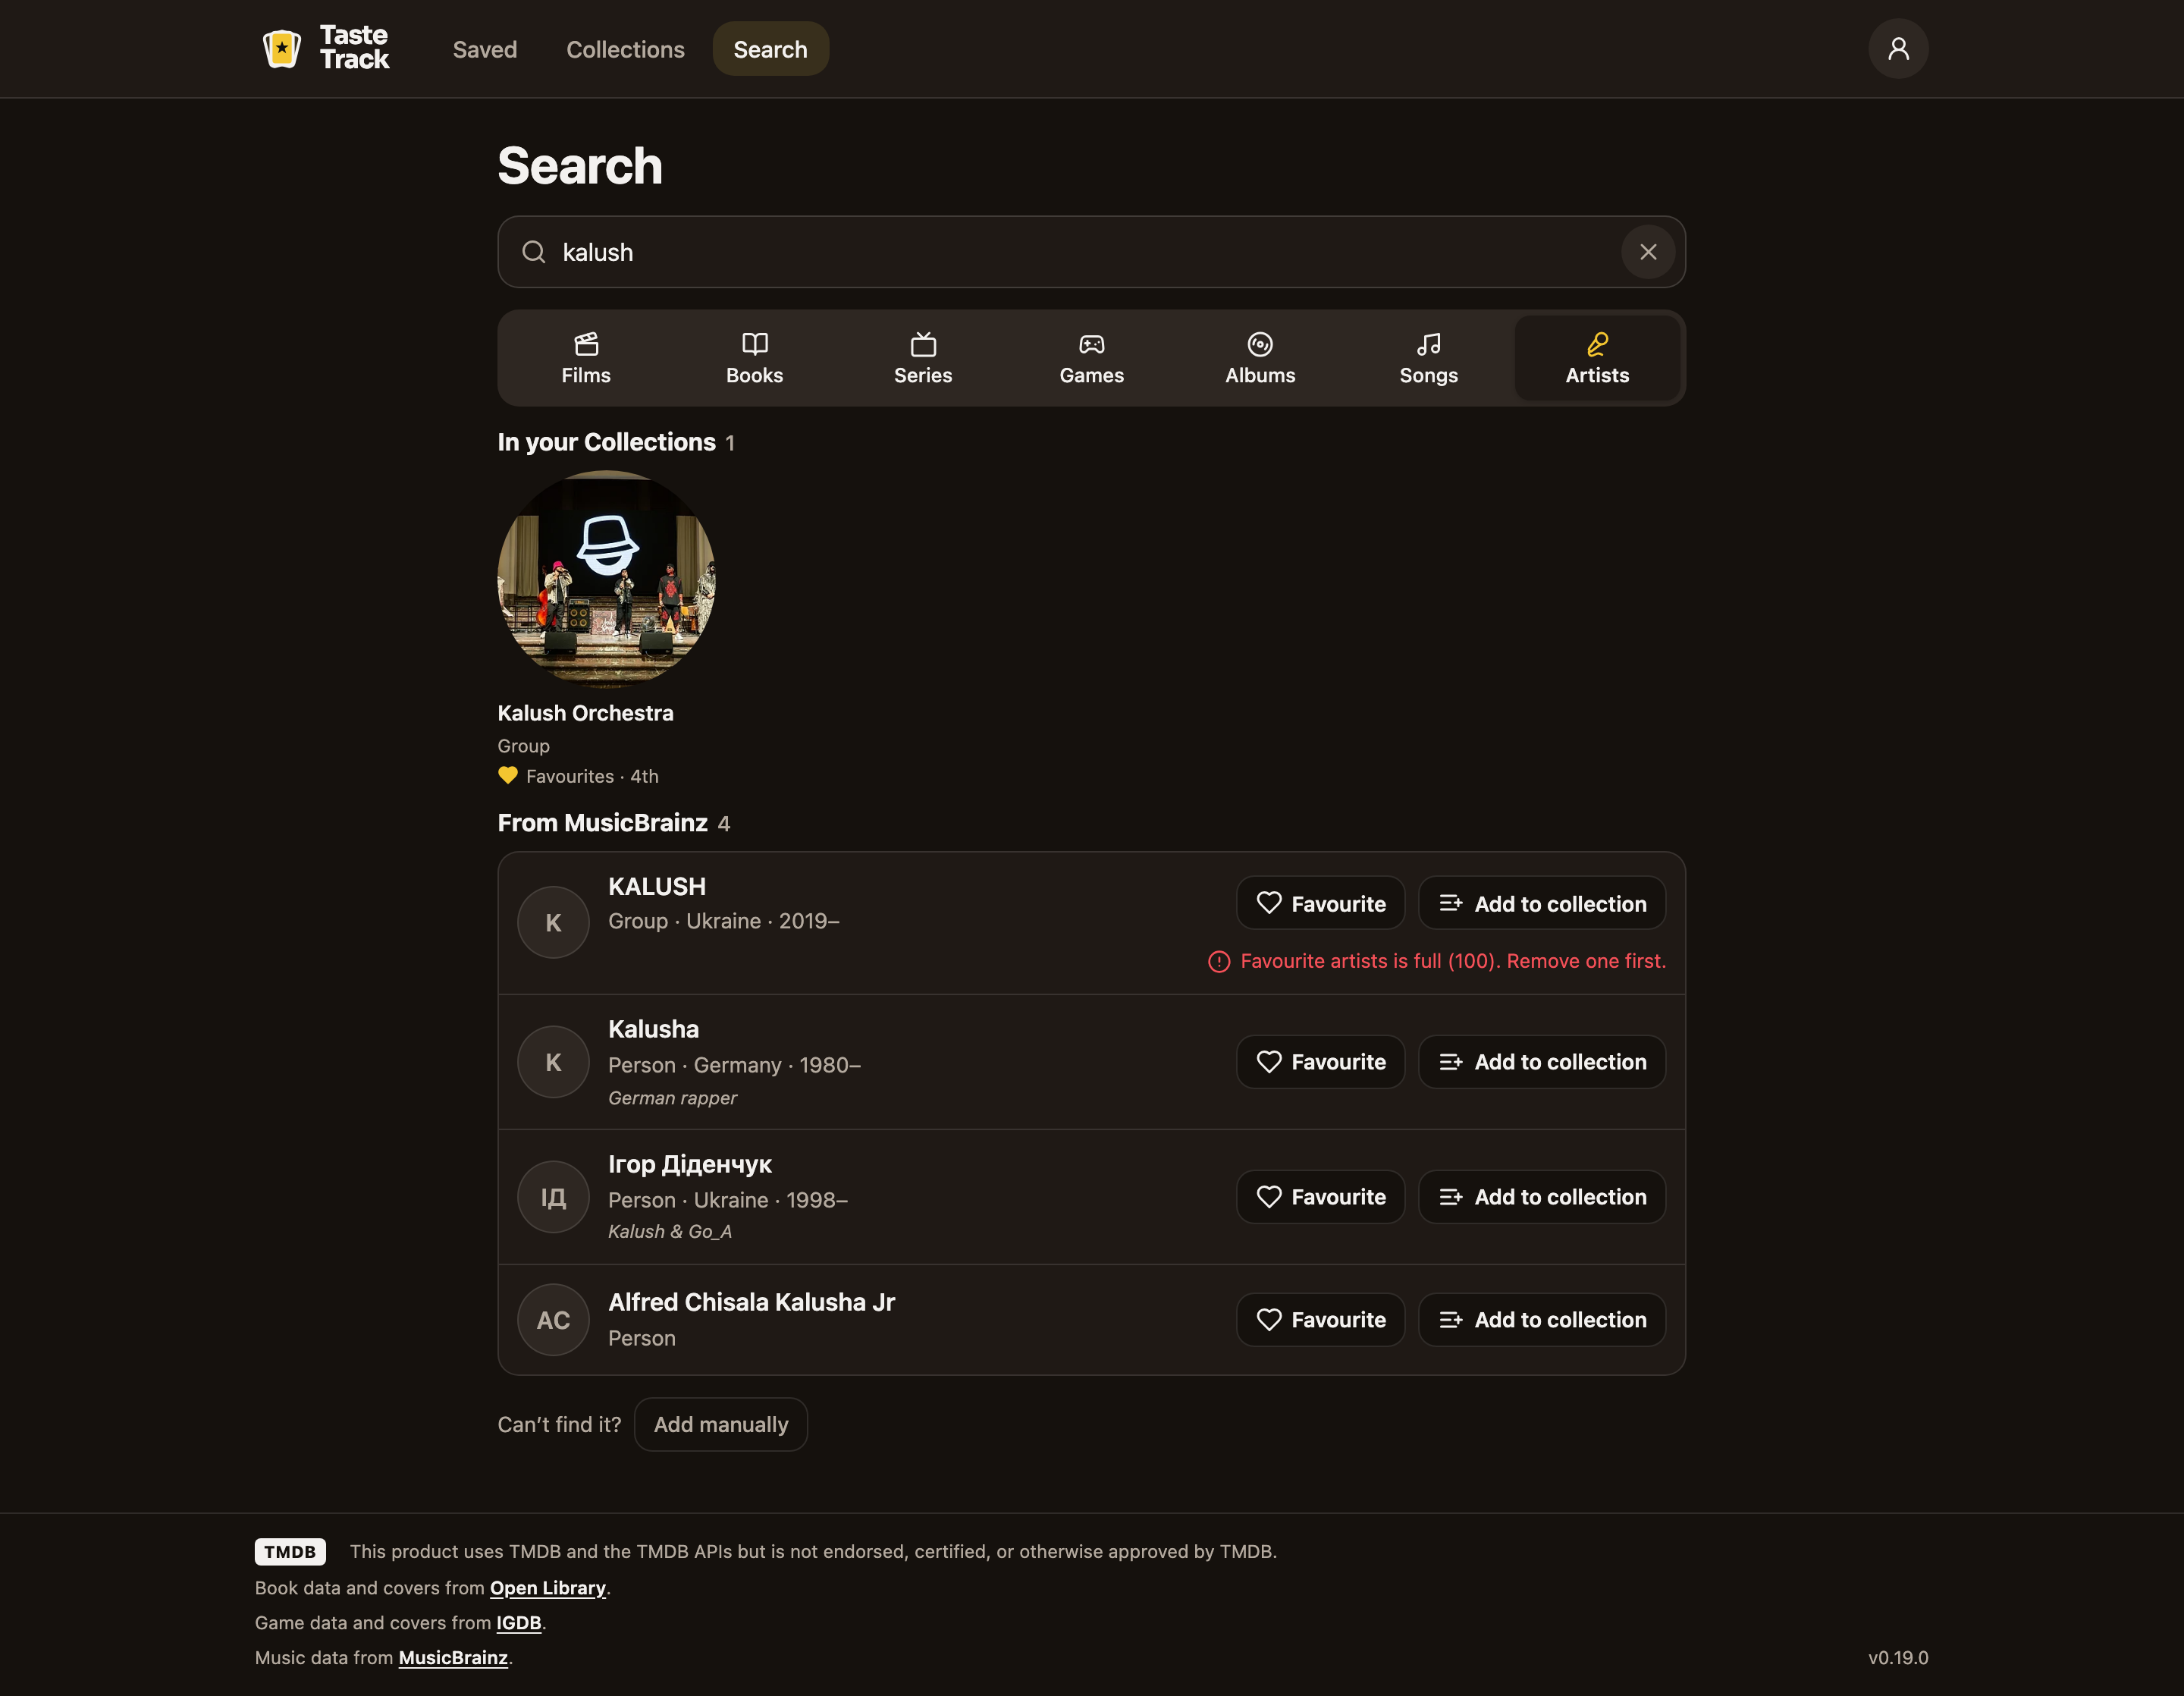 Taste
Track
Saved
Collections
Search
Search
kalush
Films
Books
Series
Games
Albums
Songs
Artists
In your Collections 1
Kalush Orchestra
Group
Favourites · 4th
From MusicBrainz 4
K
KALUSH
Group · Ukraine · 2019–
Favourite
Add to collection
Favourite artists is full (100). Remove one first.
K
Kalusha
Person · Germany · 1980–
German rapper
Favourite
Add to collection
ІД
Ігор Діденчук
Person · Ukraine · 1998–
Kalush & Go_A
Favourite
Add to collection
AC
Alfred Chisala Kalusha Jr
Person
Favourite
Add to collection
Can’t find it?
Add manually
TMDB
This product uses TMDB and the TMDB APIs but is not endorsed, certified, or otherwise approved by TMDB.
Book data and covers from Open Library.
Game data and covers from IGDB.
Music data from MusicBrainz.
v0.19.0